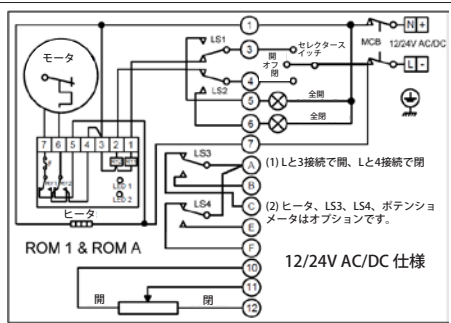 LS1
1
N +
モータ
3
セレクタース
イッチ
MCB
12/24V AC/DC
開
オフ
閉
L -
4
LS2
5
全開
6
全閉
7
7 6 5 4 3 2 1
LS3
A
(1) Lと3接続で開、Lと4接続で閉
B
LED 1
LED 2
C
(2) ヒータ、LS3、LS4、ポテンショ
メータはオプションです。
ヒータ
LS4
E
ROM 1 & ROM A
F
12/24V AC/DC 仕様
10
11
開
閉
12